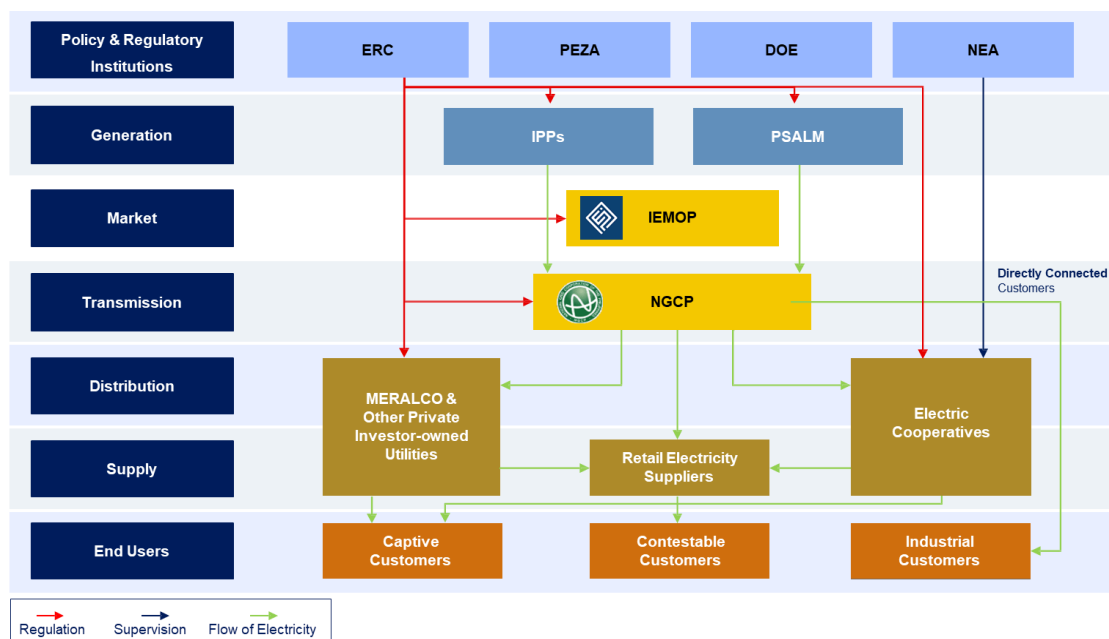 Policy & Regulatory
Institutions
ERC
PEZA
DOE
NEA
Generation
IPPs
PSALM
Market
IEMOP
Transmission
NGCP
Directly Connected
Customers
Distribution
MERALCO &
Other Private
Investor-owned
Utilities
Electric
Cooperatives
Supply
Retail Electricity
Suppliers
End Users
Captive
Customers
Contestable
Customers
Industrial
Customers
Regulation
Supervision
Flow of Electricity